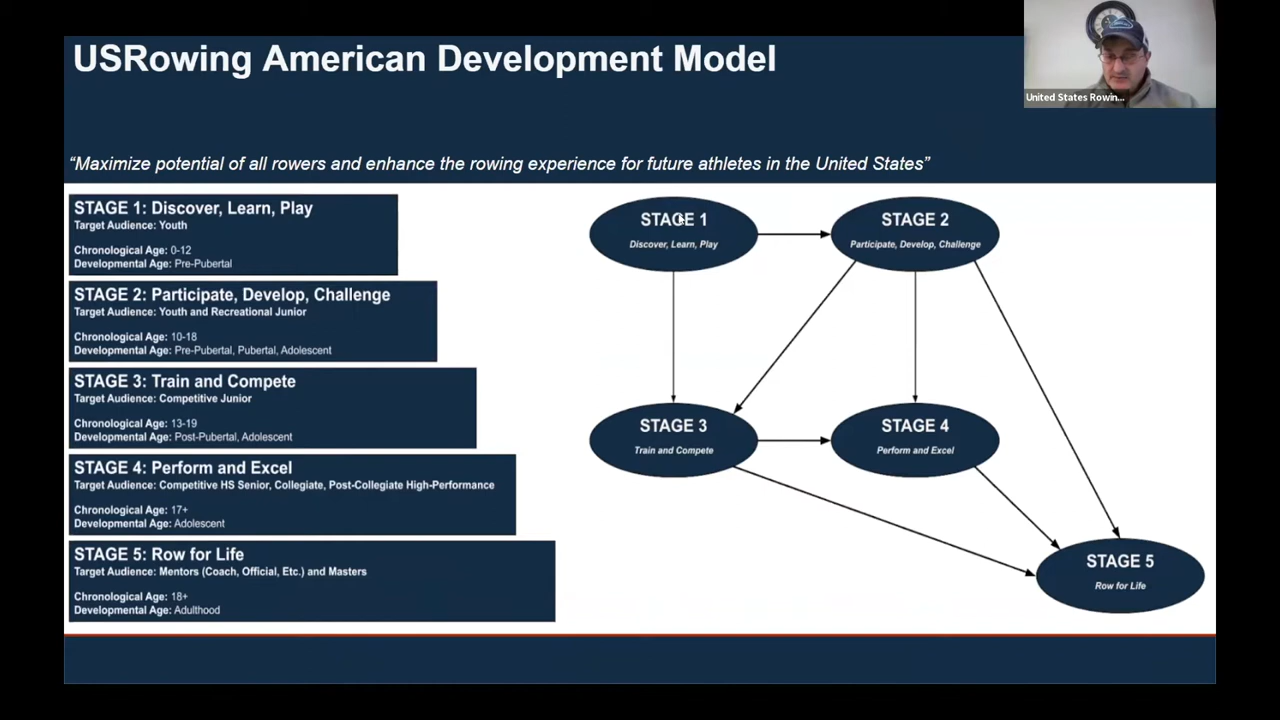 USRowing American Development Model
United States Rowin...
“Maximize potential of all rowers and enhance the rowing experience for future athletes in the United States”
STAGE 1: Discover, Learn, Play
Target Audience: Youth
Chronological Age: 0-12
Developmental Age: Pre-Pubertal
STAGE 2: Participate, Develop, Challenge
Target Audience: Youth and Recreational Junior
Chronological Age: 10-18
Developmental Age: Pre-Pubertal, Pubertal, Adolescent
STAGE 3: Train and Compete
Target Audience: Competitive Junior
Chronological Age: 13-19
Developmental Age: Post-Pubertal, Adolescent
STAGE 4: Perform and Excel
Target Audience: Competitive HS Senior, Collegiate, Post-Collegiate High-Performance
Chronological Age: 17+
Developmental Age: Adolescent
STAGE 5: Row for Life
Target Audience: Mentors (Coach, Official, Etc.) and Masters
Chronological Age: 18+
Developmental Age: Adulthood
STAGE 1
Discover, Learn, Play
STAGE 2
Participate, Develop, Challenge
STAGE 3
Train and Compete
STAGE 4
Perform and Excel
STAGE 5
Row for Life